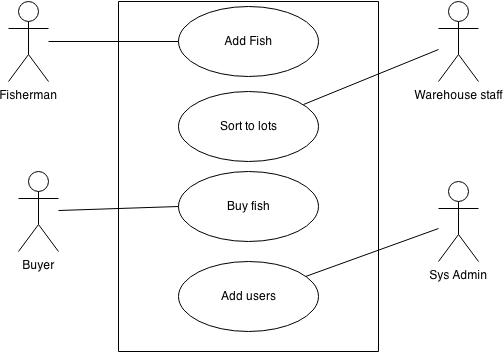 Add Fish
Fisherman
Warehouse staff
Sort to lots
Buy fish
Buyer
Sys Admin
Add users